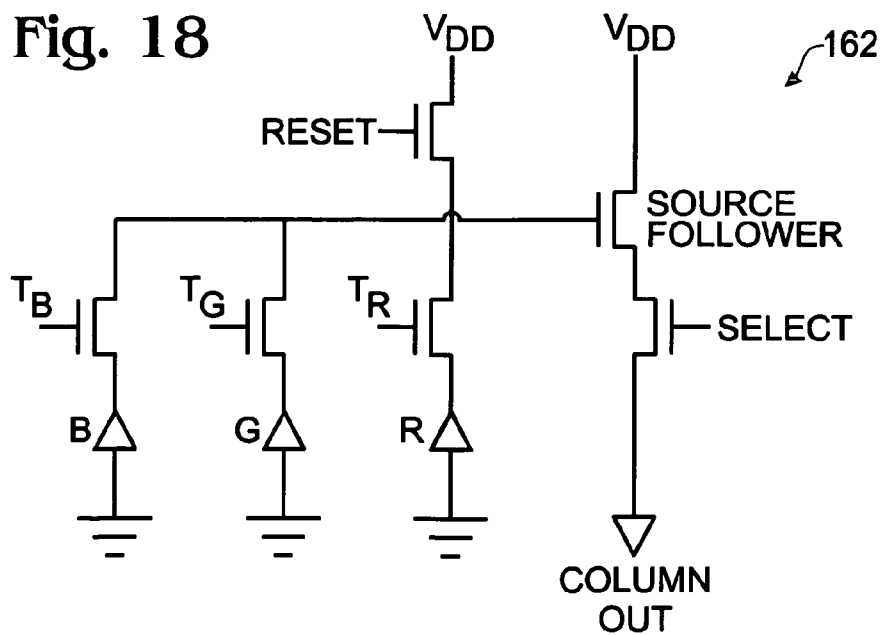 Fig. 18
VDD
VDD
162
RESET
SOURCE
FOLLOWER
TB
TG
TR
SELECT
B
G
R
COLUMN
OUT